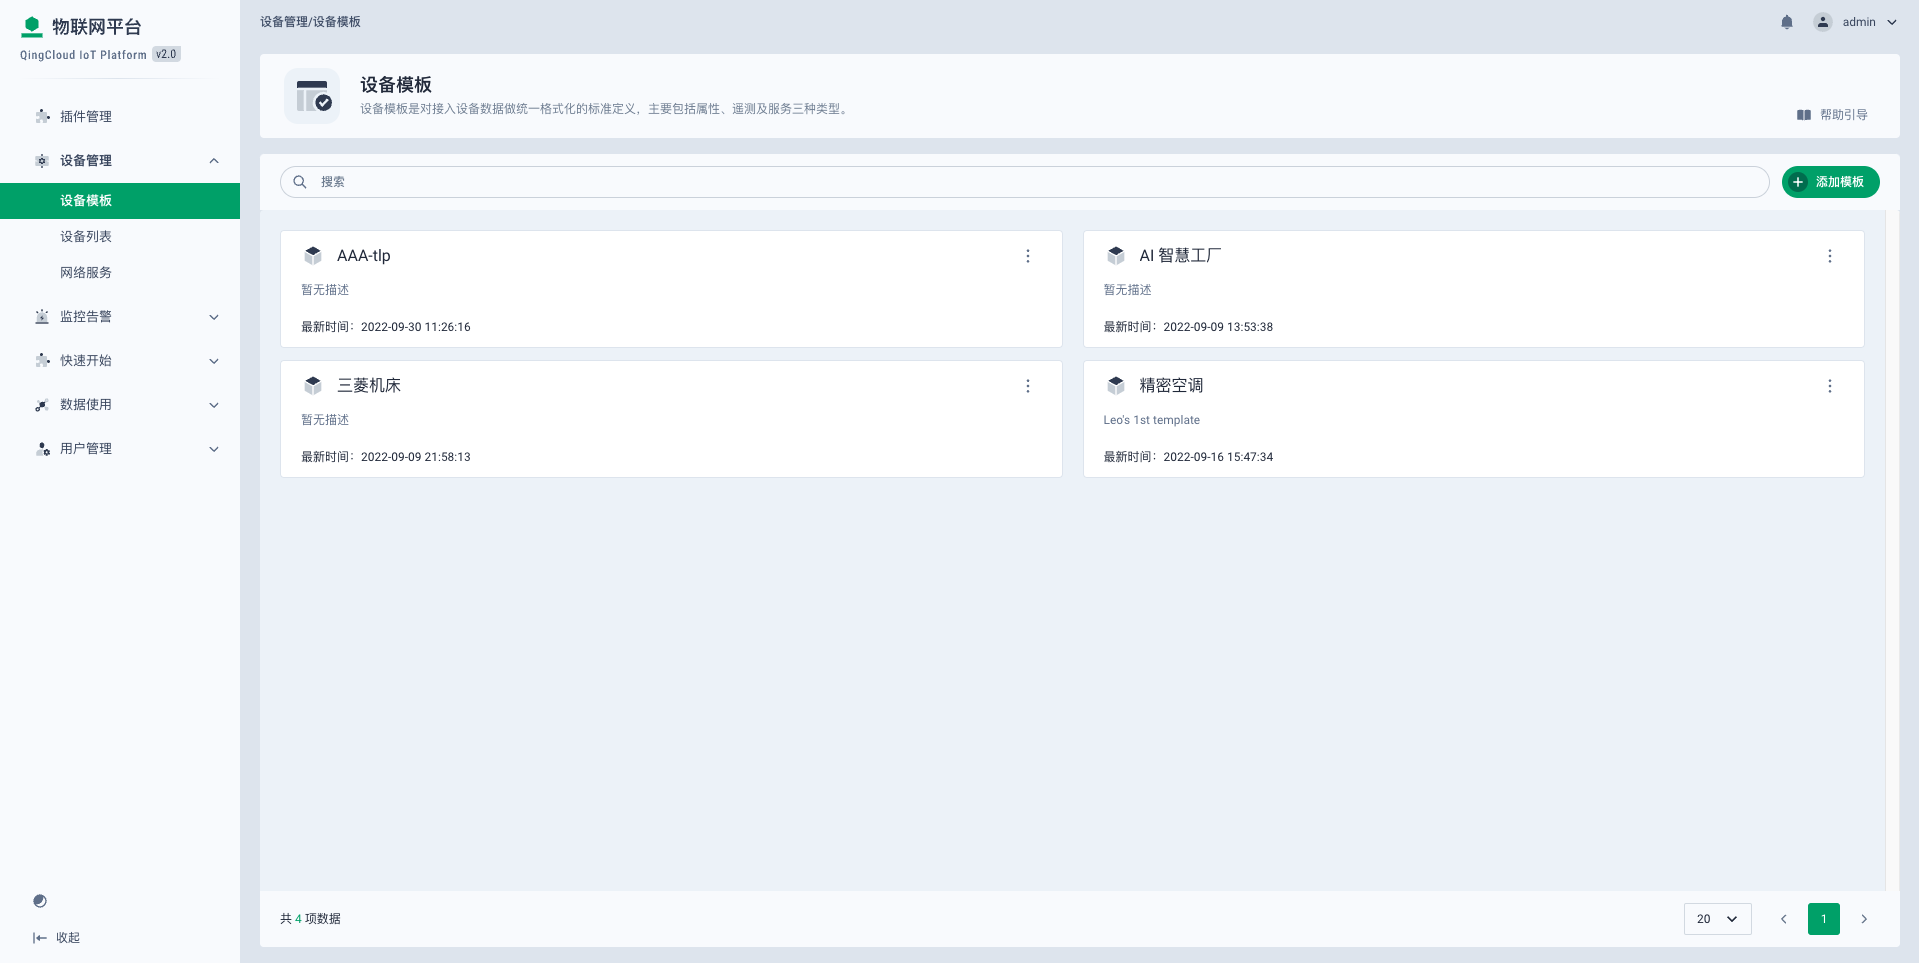 物联网平台
QingCloud IoT Platform v2.0
插件管理
设备管理
设备模板
设备列表
网络服务
监控告警
快速开始
数据使用
用户管理
收起
设备管理/设备模板
admin
设备模板
设备模板是对接入设备数据做统一格式化的标准定义，主要包括属性、遥测及服务三种类型。
帮助引导
搜索
添加模板
AAA-tlp
暂无描述
最新时间：2022-09-30 11:26:16
AI 智慧工厂
暂无描述
最新时间：2022-09-09 13:53:38
三菱机床
暂无描述
最新时间：2022-09-09 21:58:13
精密空调
Leo's 1st template
最新时间：2022-09-16 15:47:34
共 4 项数据
20
1